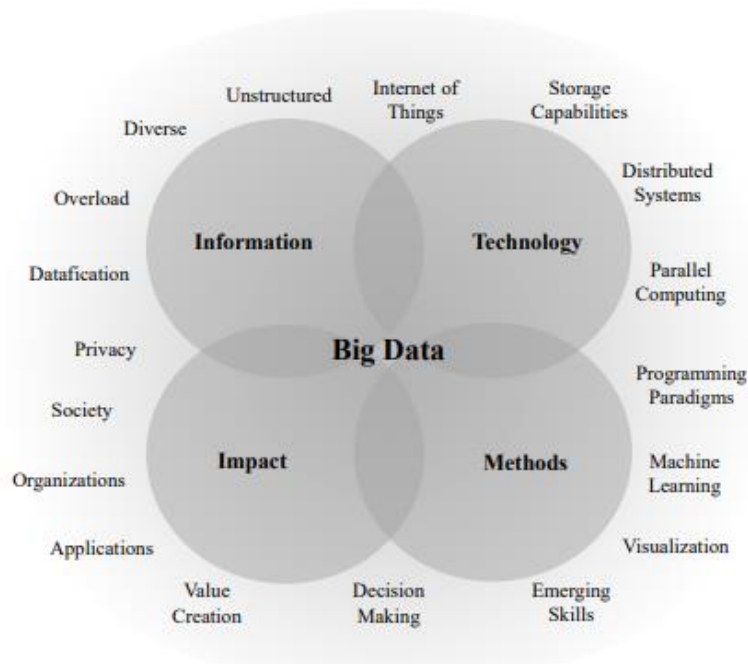 Unstructured
Internet of
Things
Storage
Capabilities
Diverse
Distributed
Systems
Overload
Information
Technology
Datafication
Parallel
Computing
Privacy
Big Data
Programming
Paradigms
Society
Impact
Methods
Machine
Learning
Organizations
Applications
Visualization
Value
Creation
Decision
Making
Emerging
Skills